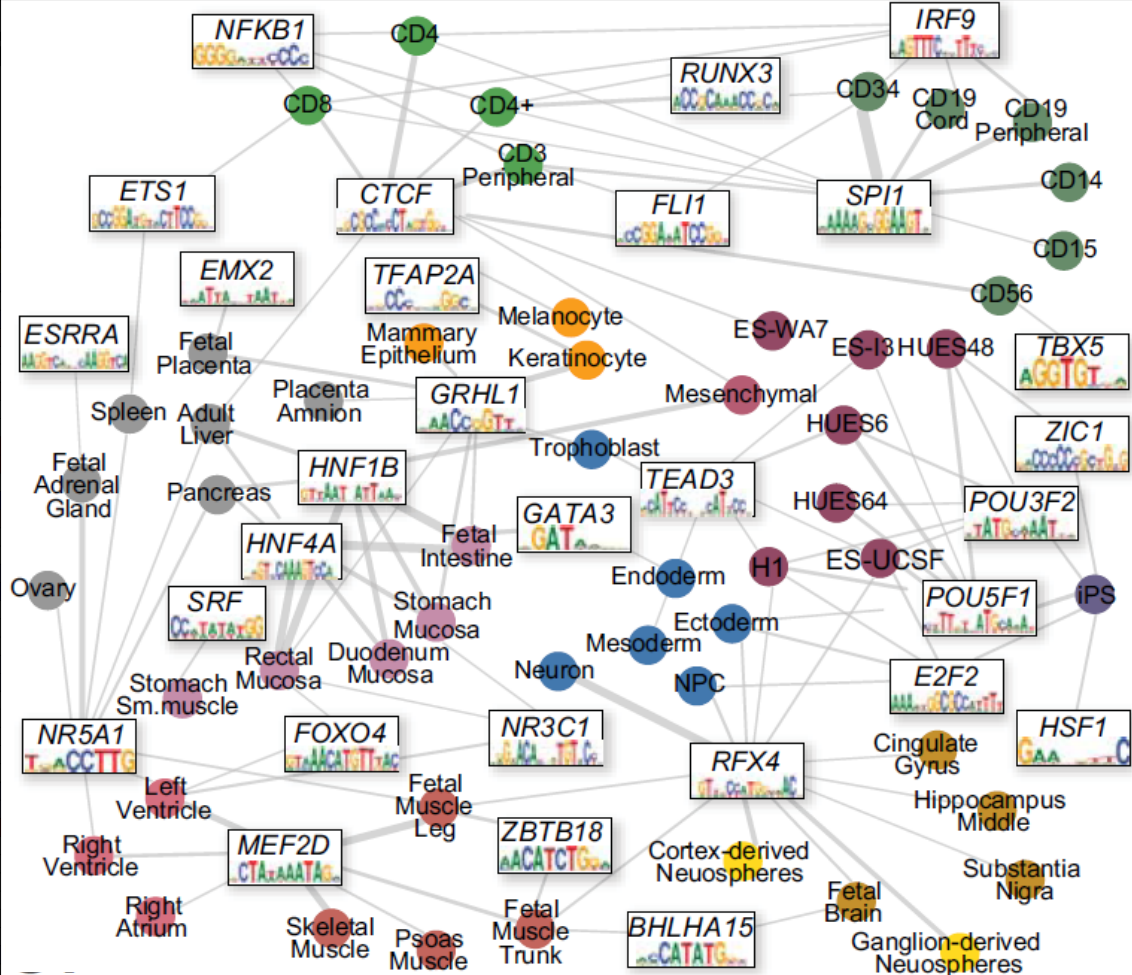 NFKB1
CD4
IRF9
RUNX3
CD34
CD19
Cord
CD19
Peripheral
CD8
CD4+
CD3
Peripheral
ETS1
CTCF
FLI1
SPI1
CD14
CD15
EMX2
TFAP2A
CD56
ESRRA
Fetal
Placenta
Mammary
Epithelium
Melanocyte
Keratinocyte
ES-WA7
ES-I3
HUES48
TBX5
Spleen
Adult
Liver
Placenta
Amnion
GRHL1
Mesenchymal
HUES6
ZIC1
Fetal
Adrenal
Gland
Pancreas
HNF1B
Trophoblast
TEAD3
HUES64
POU3F2
HNF4A
Fetal
Intestine
GATA3
Endoderm
H1
ES-UCSF
Ovary
SRF
Stomach
Mucosa
Ectoderm
POU5F1
iPS
Rectal
Mucosa
Duodenum
Mucosa
Mesoderm
Neuron
NPC
E2F2
Stomach
Sm.muscle
NR5A1
FOXO4
NR3C1
RFX4
Cingulate
Gyrus
HSF1
Left
Ventricle
Fetal
Muscle
Leg
Hippocampus
Middle
Right
Ventricle
MEF2D
ZBTB18
Cortex-derived
Neuospheres
Substantia
Nigra
Right
Atrium
Skeletal
Muscle
Psoas
Muscle
Fetal
Muscle
Trunk
BHLHA15
Fetal
Brain
Ganglion-derived
Neuospheres